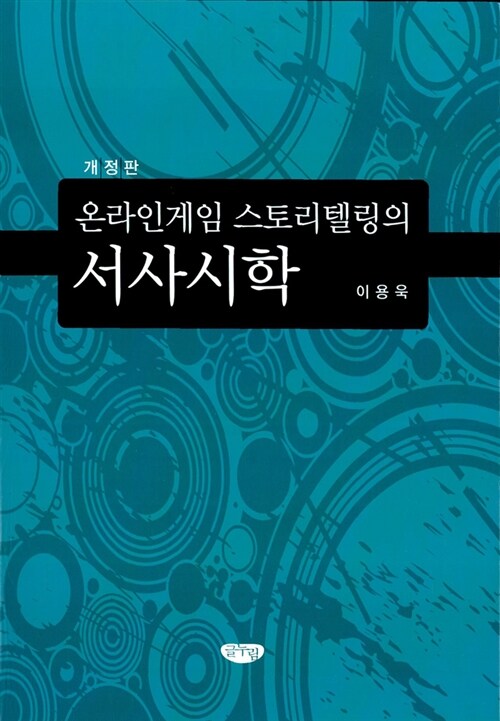 개정판
온라인게임 스토리텔링의
서사시학
이용욱
글누림